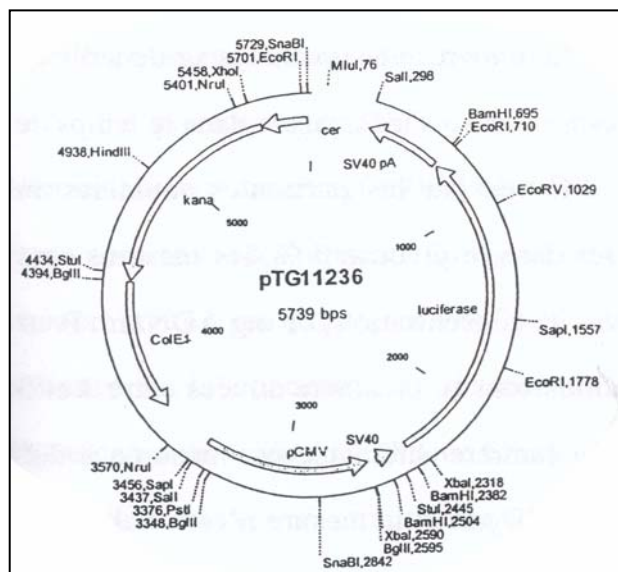 5729,SnaBI
5701,EcoRI
5458,XhoI
5401,NruI
MluI,76
SalI,298
cer
BamHI,695
EcoRI,710
SV40 pA
4938,HindIII
EcoRV,1029
kana
5000
1000
4434,StuI
4394,BglII
pTG11236
5739 bps
luciferase
SapI,1557
ColE1
4000
2000
EcoRI,1778
3000
SV40
pCMV
3570,NruI
3456,SapI
3437,SalI
3376,PstI
3348,BglII
XbaI,2318
BamHI,2382
StuI,2445
BamHI,2504
XbaI,2590
BglII,2595
SnaBI,2842